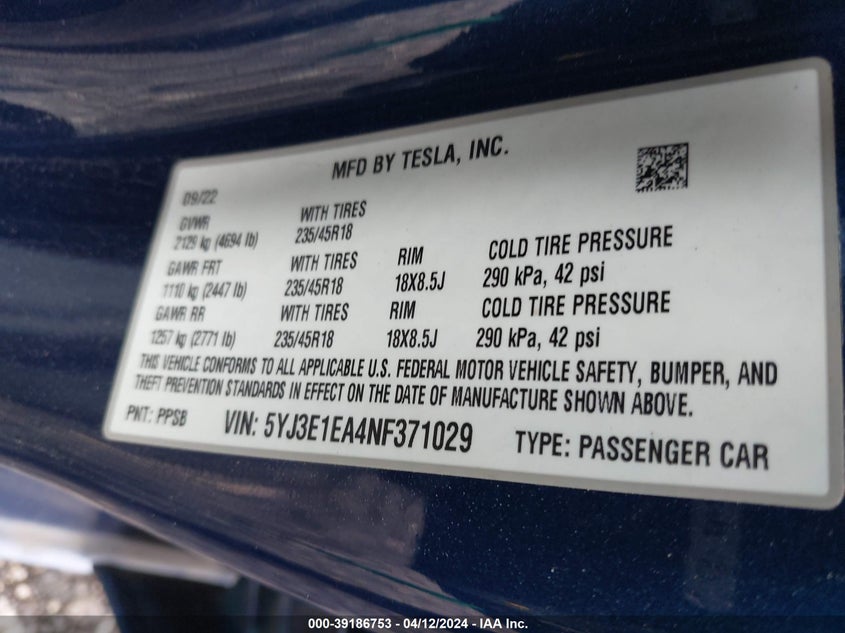 MFD BY TESLA, INC.
09/22
GVWR WITH TIRES
2129 kg (4694 lb) 235/45R18
GAWR FRT WITH TIRES RIM COLD TIRE PRESSURE
1110 kg (2447 lb) 235/45R18 18X8.5J 290 kPa, 42 psi
GAWR RR WITH TIRES RIM COLD TIRE PRESSURE
1257 kg (2771 lb) 235/45R18 18X8.5J 290 kPa, 42 psi
THIS VEHICLE CONFORMS TO ALL APPLICABLE U.S. FEDERAL MOTOR VEHICLE SAFETY, BUMPER, AND
THEFT PREVENTION STANDARDS IN EFFECT ON THE DATE OF MANUFACTURE SHOWN ABOVE.
PNT: PPSB VIN: 5YJ3E1EA4NF371029 TYPE: PASSENGER CAR
000-39186753 - 04/12/2024 - IAA Inc.